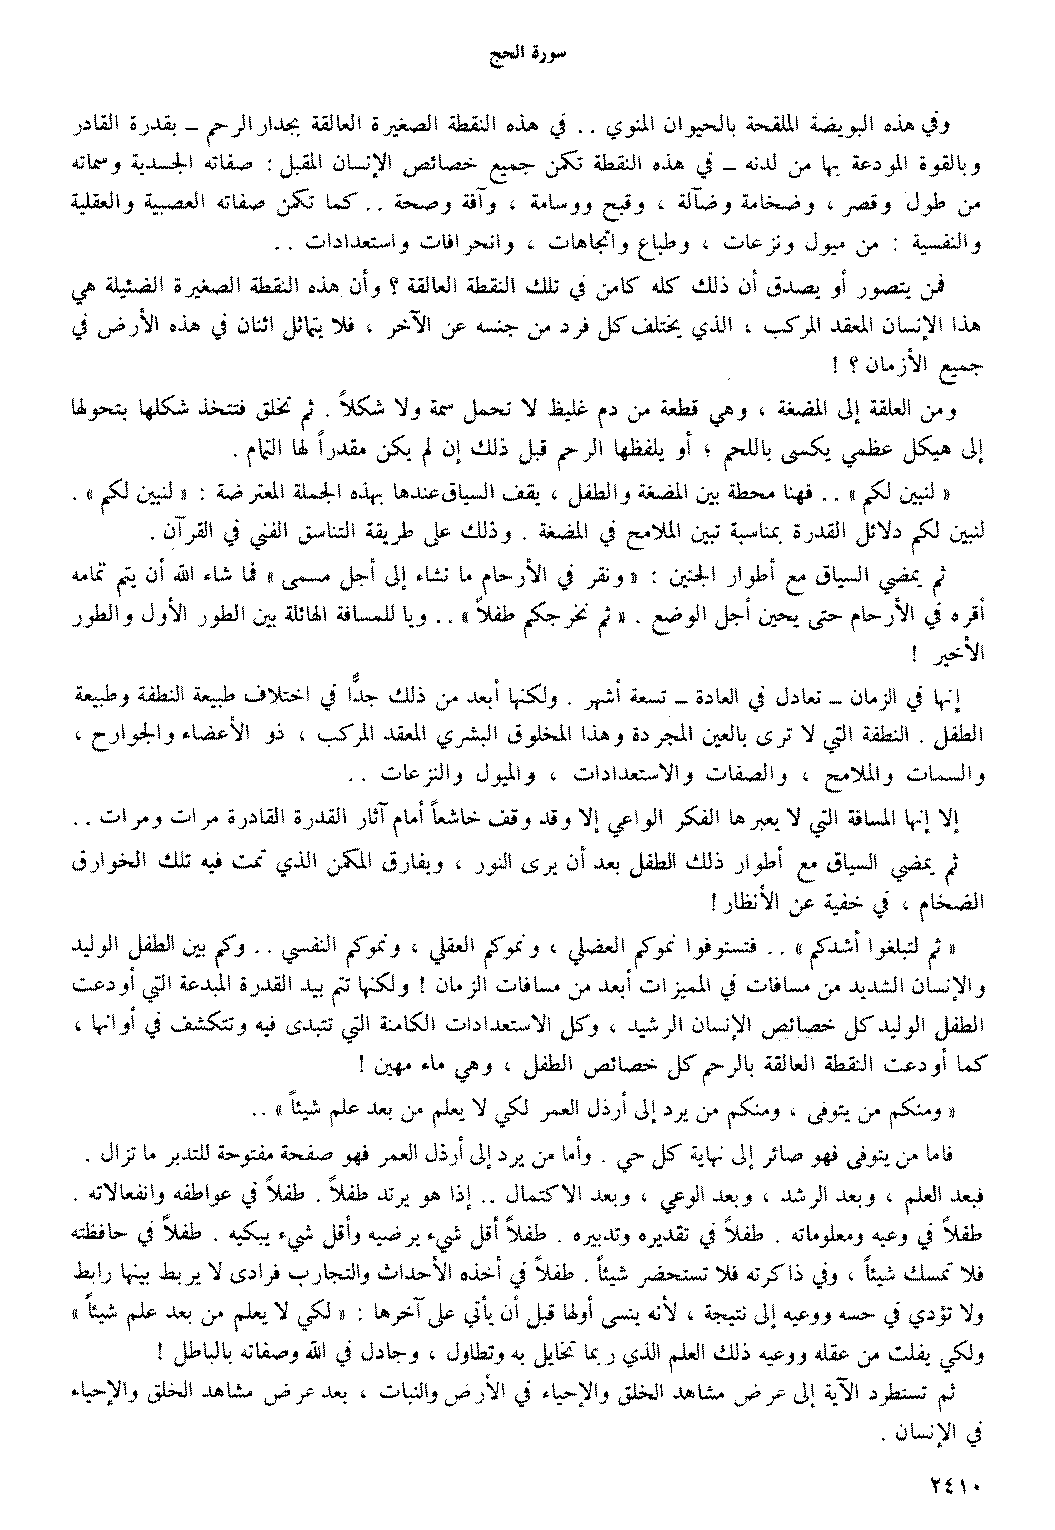 سورة الحج
وفي هذه البويضة الملقحة بالحيوان المنوي .. في هذه النقطة الصغيرة العالقة بجدار الرحم – بقدرة القادر
وبالقوة المودعة بها من لدنه – في هذه النقطة تكمن جميع خصائص الإنسان المقبل : صفاته الجسدية وسماته
من طول وقصر ، وضخامة وضآلة ، وقبح ووسامة ، وآفة وصحة .. كما تكمن صفاته العصبية والعقلية
والنفسية : من ميول ونزعات ، وطباع واتجاهات ، وانحرافات واستعدادات ..
فمن يتصور أو يصدق أن ذلك كله كامن في تلك النقطة العالقة ؟ وأن هذه النقطة الصغيرة الضئيلة هي
هذا الإنسان المعقد المركب ، الذي يختلف كل فرد من جنسه عن الآخر ، فلا يتماثل اثنان في هذه الأرض في
جميع الأزمان ؟ !
ومن العلقة إلى المضغة ، وهي قطعة من دم غليظ لا تحمل سمة ولا شكلاً . ثم تخلق فتتخذ شكلها بتحولها
إلى هيكل عظمي يكسى باللحم ؛ أو يلفظها الرحم قبل ذلك إن لم يكن مقدراً لها التمام .
« لنبين لكم » .. فهنا محطة بين المضغة والطفل ، يقف السياق عندها بهذه الجملة المعترضة : « لنبين لكم » .
لنبين لكم دلائل القدرة بمناسبة تبين الملامح في المضغة . وذلك على طريقة التناسق الفني في القرآن .
ثم يمضي السياق مع أطوار الجنين : « ونقر في الأرحام ما نشاء إلى أجل مسمى » فما شاء الله أن يتم تمامه
أقره في الأرحام حتى يحين أجل الوضع . « ثم نخرجكم طفلاً » .. ويا للمسافة الهائلة بين الطور الأول والطور
الأخير !
إنها في الزمان – تعادل في العادة – تسعة أشهر . ولكنها أبعد من ذلك جدًّا في اختلاف طبيعة النطفة وطبيعة
الطفل . النطفة التي لا ترى بالعين المجردة وهذا المخلوق البشري المعقد المركب ، ذو الأعضاء والجوارح ،
والسمات والملامح ، والصفات والاستعدادات ، والميول والنزعات ..
إلا إنها المسافة التي لا يعبرها الفكر الواعي إلا وقد وقف خاشعاً أمام آثار القدرة القادرة مرات ومرات ..
ثم يمضي السياق مع أطوار ذلك الطفل بعد أن يرى النور ، ويفارق المكمن الذي تمت فيه تلك الخوارق
الضخام ، في خفية عن الأنظار !
« ثم لتبلغوا أشدكم » .. فتستوفوا نموكم العضلي ، ونموكم العقلي ، ونموكم النفسي .. وكم بين الطفل الوليد
والإنسان الشديد من مسافات في المميزات أبعد من مسافات الزمان ! ولكنها تتم بيد القدرة المبدعة التي أودعت
الطفل الوليد كل خصائص الإنسان الرشيد ، وكل الاستعدادات الكامنة التي تتبدى فيه وتتكشف في أوانها ،
كما أودعت النقطة العالقة بالرحم كل خصائص الطفل ، وهي ماء مهين !
« ومنكم من يتوفى ، ومنكم من يرد إلى أرذل العمر لكي لا يعلم من بعد علم شيئاً » ..
فاما من يتوفى فهو صائر إلى نهاية كل حي . وأما من يرد إلى أرذل العمر فهو صفحة مفتوحة للتدبر ما تزال .
فبعد العلم ، وبعد الرشد ، وبعد الوعي ، وبعد الاكتمال .. إذا هو يرتد طفلاً . طفلاً في عواطفه وانفعالاته .
طفلاً في وعيه ومعلوماته . طفلاً في تقديره وتدبيره . طفلاً أقل شيء يرضيه وأقل شيء يبكيه . طفلاً في حافظته
فلا تمسك شيئاً ، وفي ذاكرته فلا تستحضر شيئاً . طفلاً في أخذه الأحداث والتجارب فرادى لا يربط بينها رابط
ولا تؤدي في حسه ووعيه إلى نتيجة ، لأنه ينسى أولها قبل أن يأتي على آخرها : « لكي لا يعلم من بعد علم شيئاً »
ولكي يفلت من عقله ووعيه ذلك العلم الذي ربما تخايل به وتطاول ، وجادل في الله وصفاته بالباطل !
ثم تستطرد الآية إلى عرض مشاهد الخلق والإحياء في الأرض والنبات ، بعد عرض مشاهد الخلق والإحياء
في الإنسان .
٢٤١٠